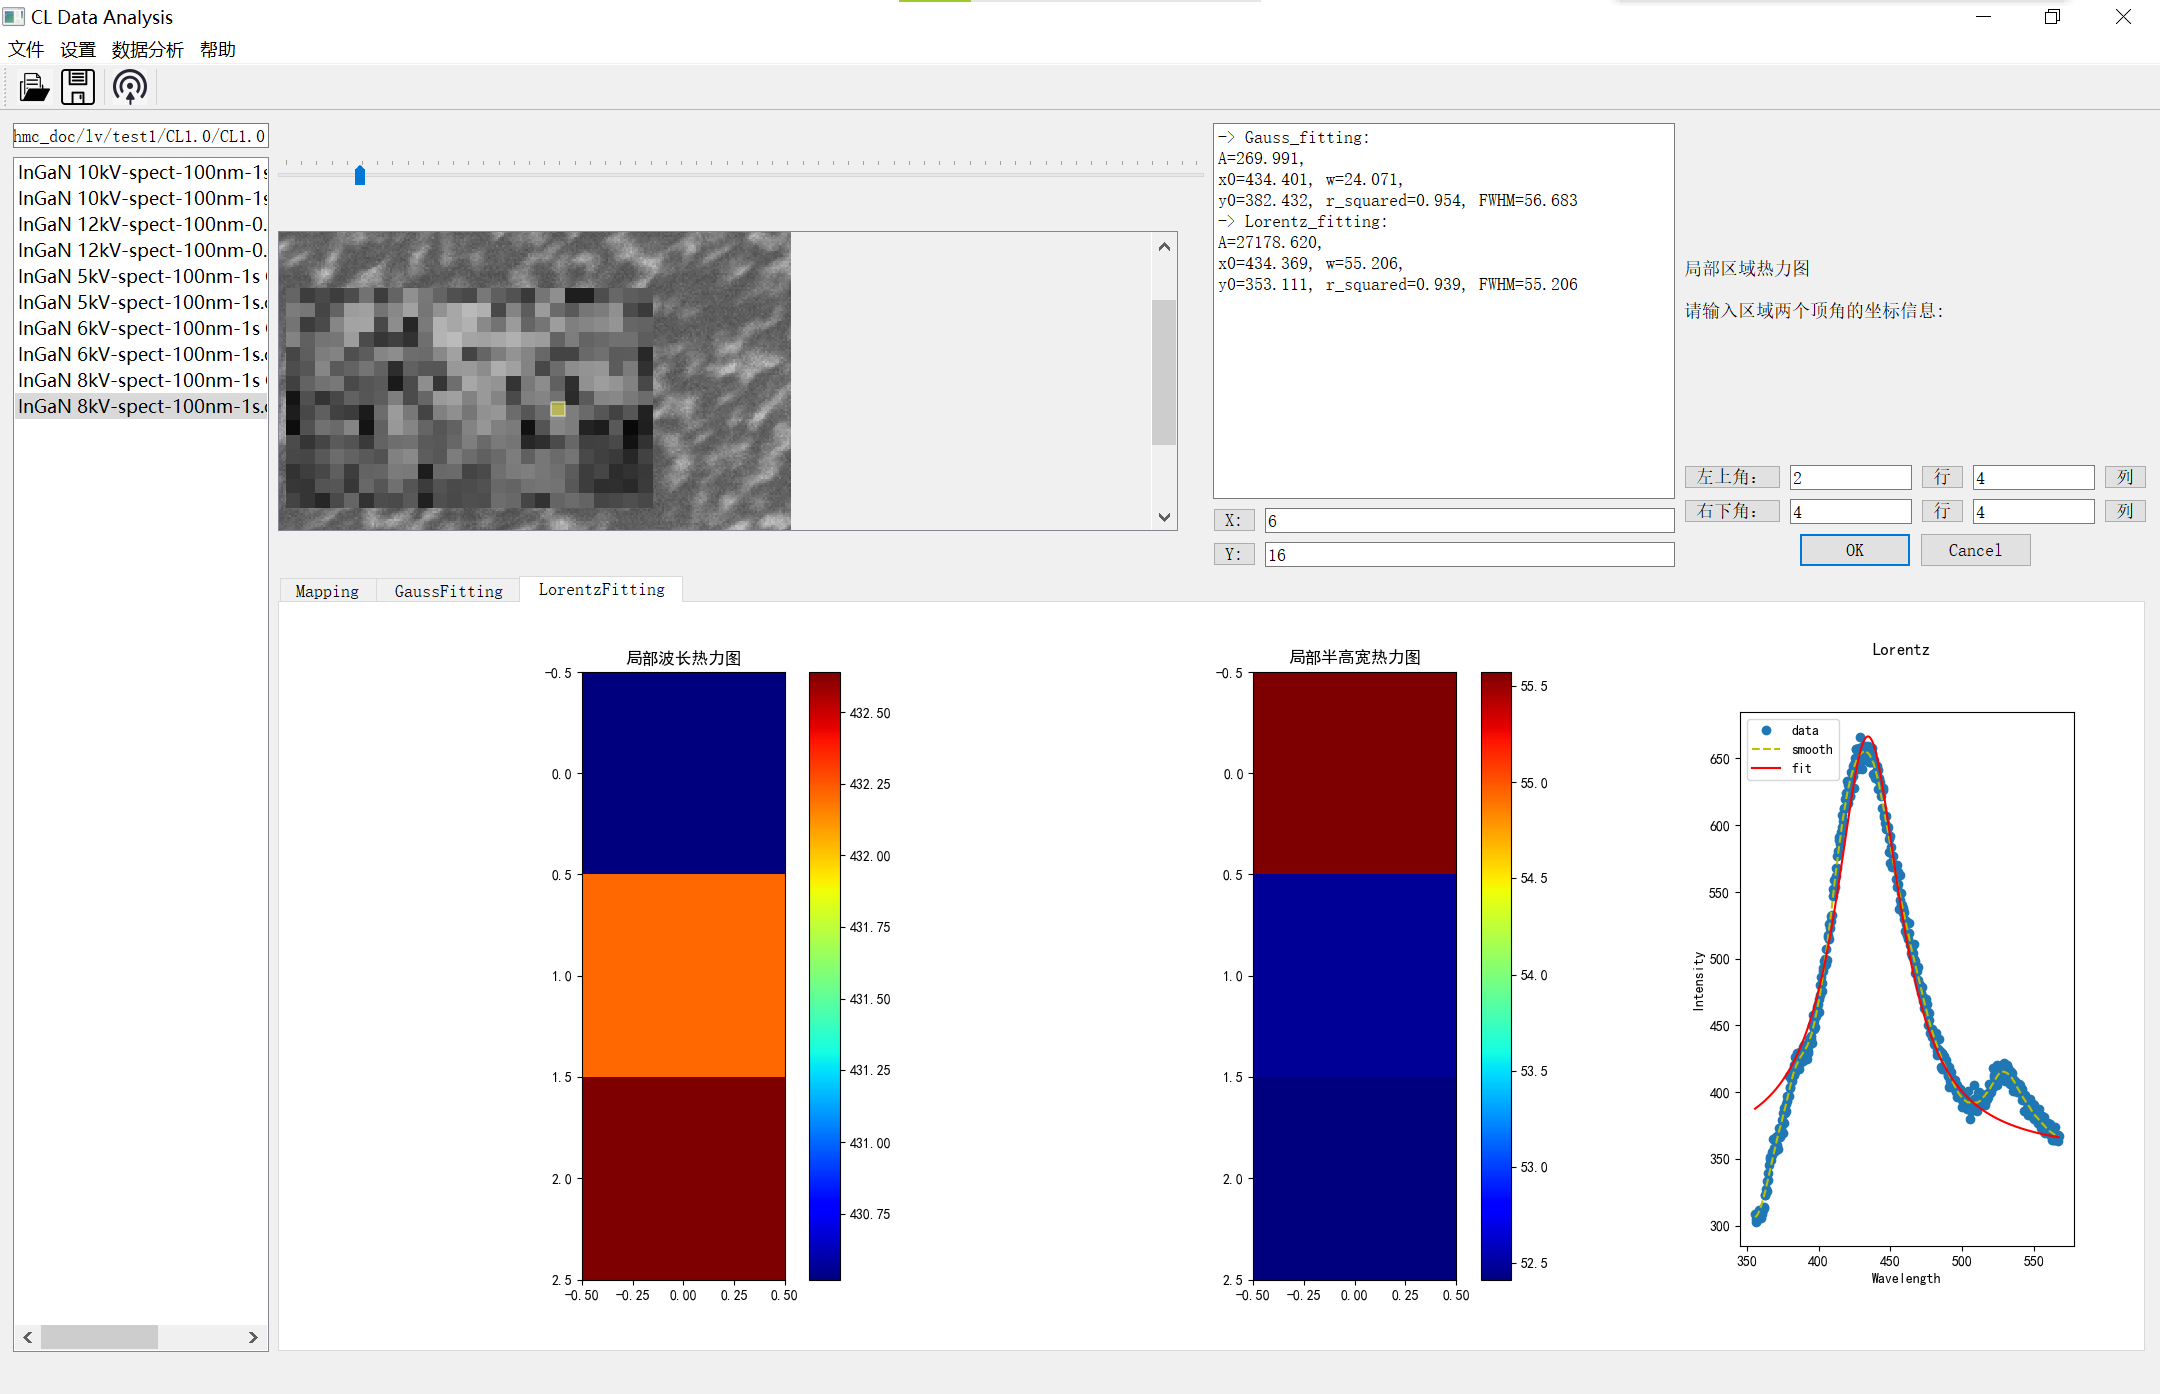 CL Data Analysis
文件 设置 数据分析 帮助
hmc_doc/lv/test1/CL1.0/CL1.0
InGaN 10kV-spect-100nm-1s
InGaN 10kV-spect-100nm-1s
InGaN 12kV-spect-100nm-0.
InGaN 12kV-spect-100nm-0.
InGaN 5kV-spect-100nm-1s
InGaN 5kV-spect-100nm-1s.
InGaN 6kV-spect-100nm-1s
InGaN 6kV-spect-100nm-1s.
InGaN 8kV-spect-100nm-1s
InGaN 8kV-spect-100nm-1s.
-> Gauss_fitting:
A=269.991,
x0=434.401, w=24.071,
y0=382.432, r_squared=0.954, FWHM=56.683
-> Lorentz_fitting:
A=27178.620,
x0=434.369, w=55.206,
y0=353.111, r_squared=0.939, FWHM=55.206
X: 6
Y: 16
局部区域热力图
请输入区域两个顶角的坐标信息:
左上角: 2 行 4 列
右下角: 4 行 4 列
OK Cancel
Mapping GaussFitting LorentzFitting
局部波长热力图
-0.5
0.0
0.5
1.0
1.5
2.0
2.5
-0.50 -0.25 0.00 0.25 0.50
432.50
432.25
432.00
431.75
431.50
431.25
431.00
430.75
局部半高宽热力图
-0.5
0.0
0.5
1.0
1.5
2.0
2.5
-0.50 -0.25 0.00 0.25 0.50
55.5
55.0
54.5
54.0
53.5
53.0
52.5
Lorentz
data
smooth
fit
Intensity
650
600
550
500
450
400
350
300
350 400 450 500 550
Wavelength